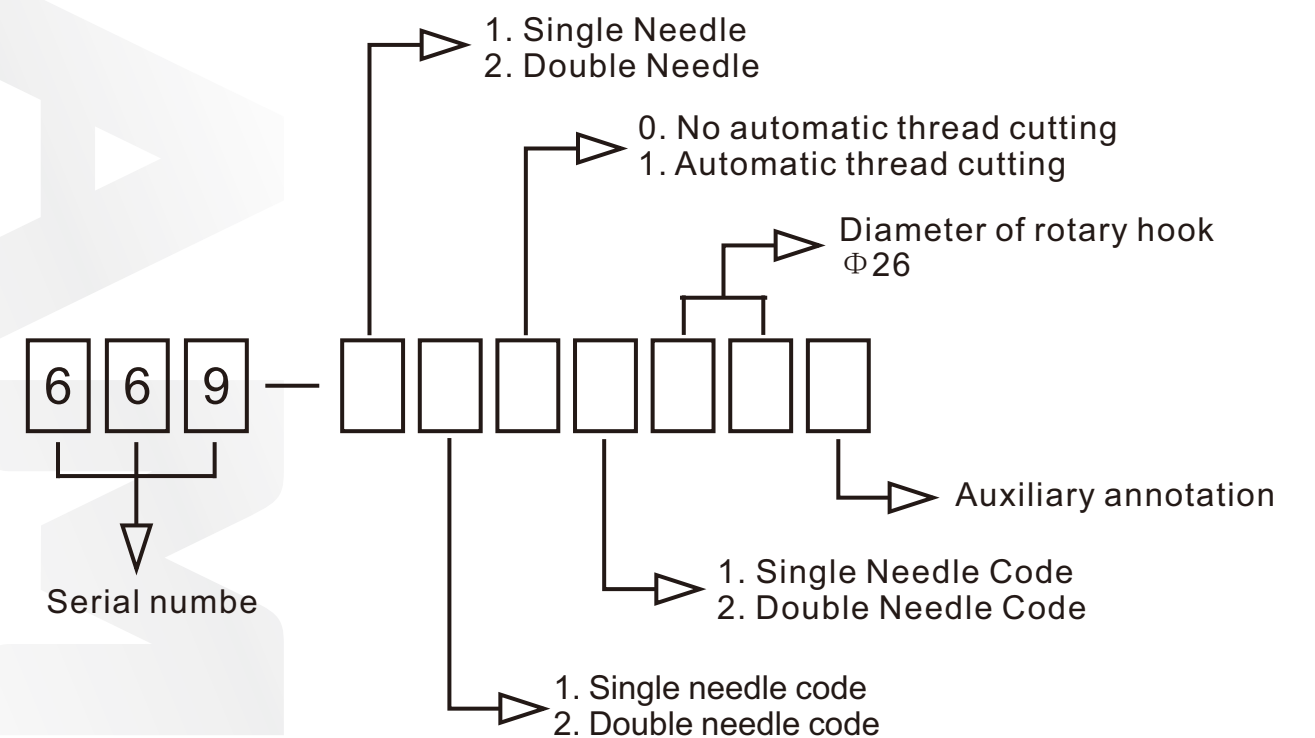 1. Single Needle
2. Double Needle
0. No automatic thread cutting
1. Automatic thread cutting
Diameter of rotary hook
Φ26
6 6 9 —
Auxiliary annotation
1. Single Needle Code
2. Double Needle Code
Serial numbe
1. Single needle code
2. Double needle code